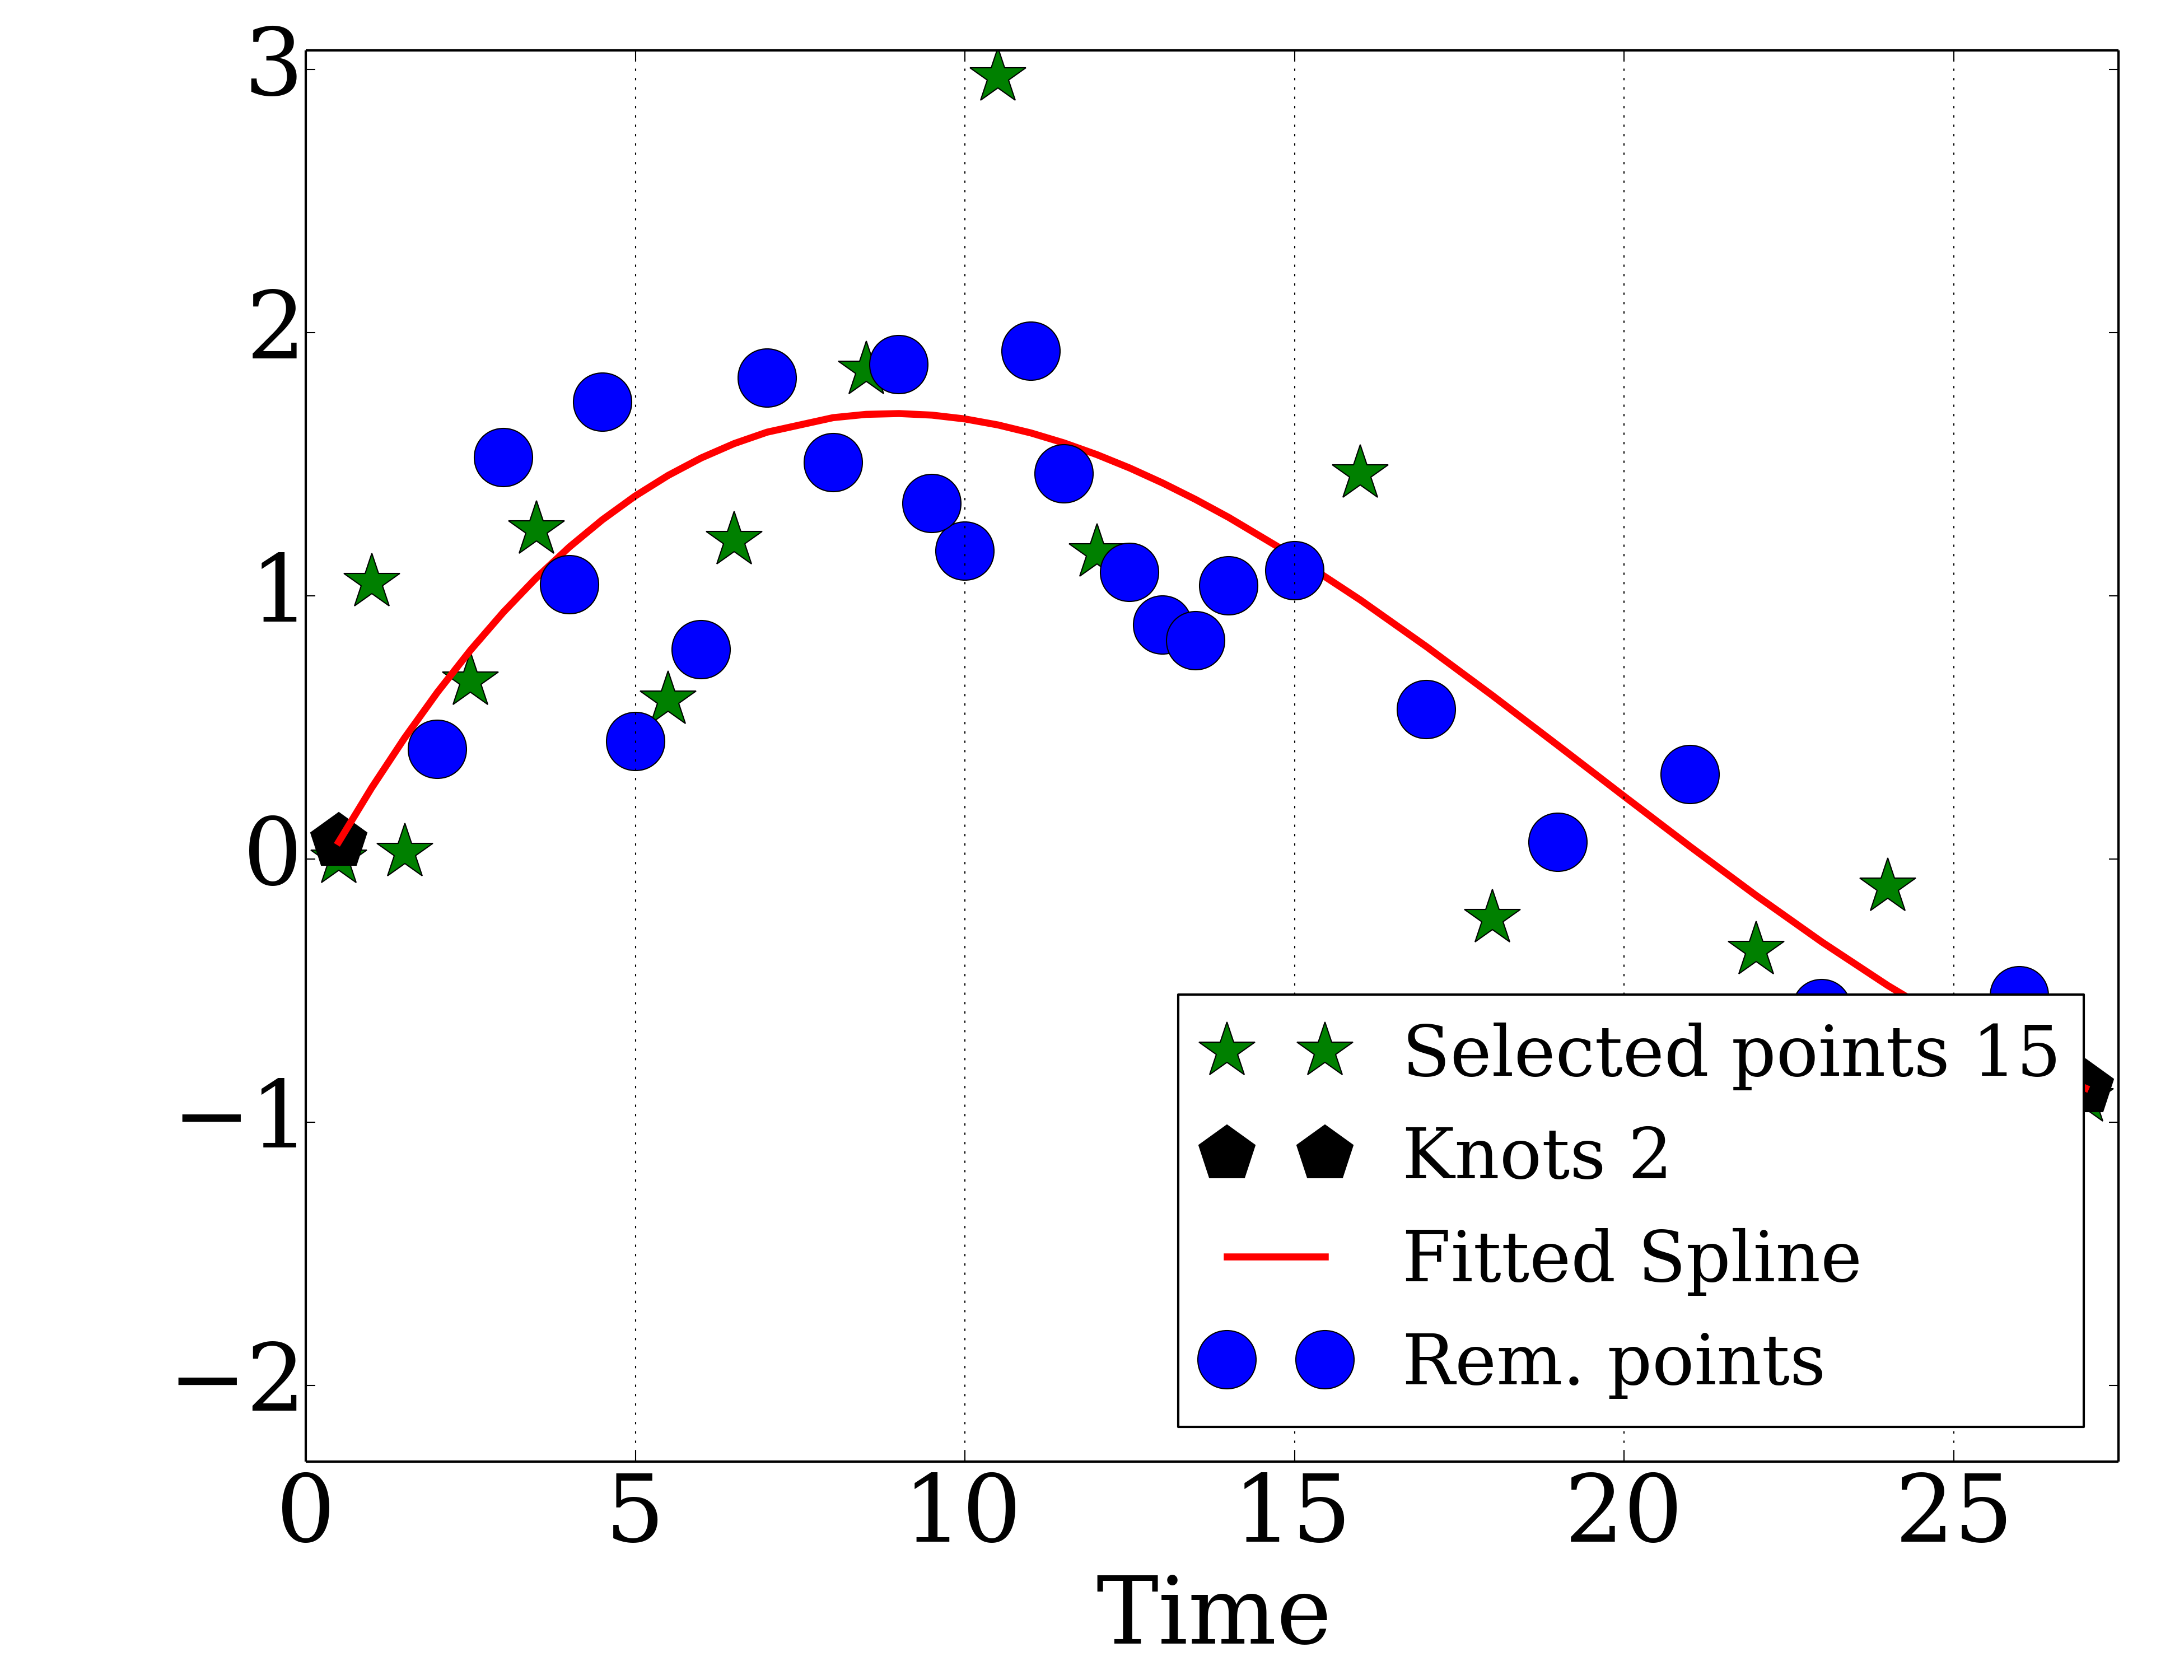 3
2
1
0
−1
−2
Selected points 15
Knots 2
Fitted Spline
Rem. points
0 5 10 15 20 25
Time